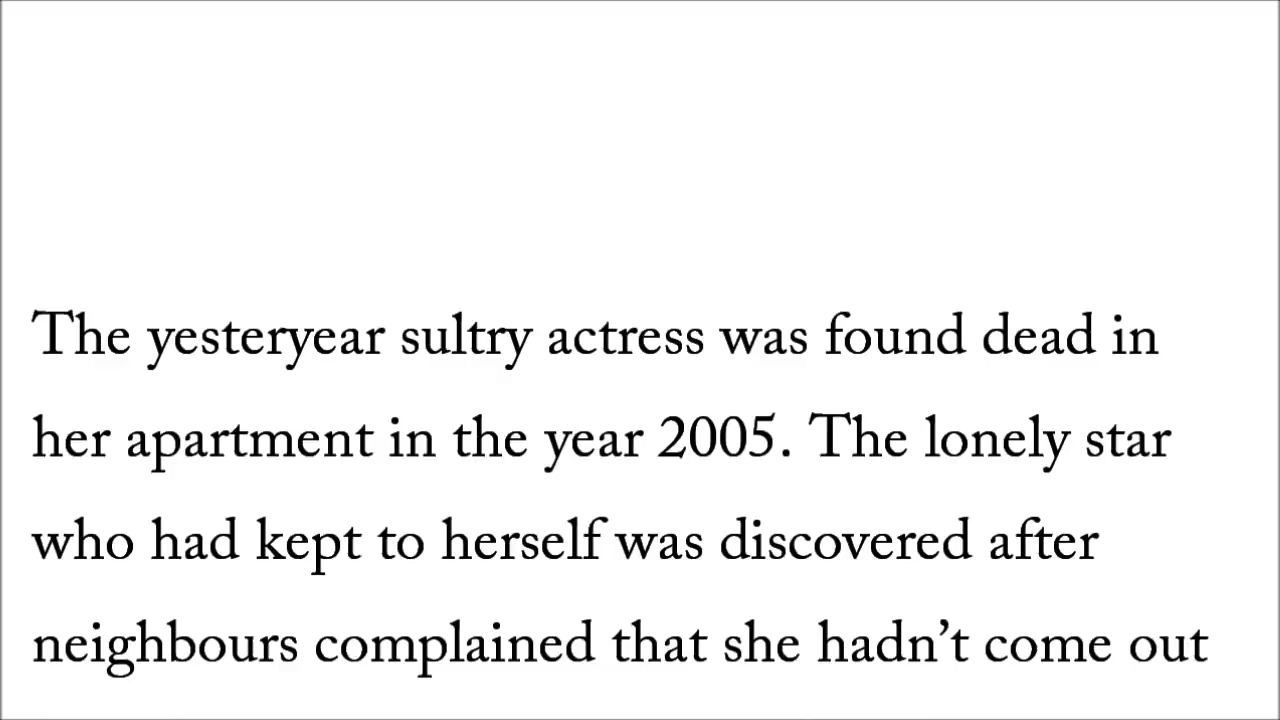 The yesteryear sultry actress was found dead in
her apartment in the year 2005. The lonely star
who had kept to herself was discovered after
neighbours complained that she hadn’t come out